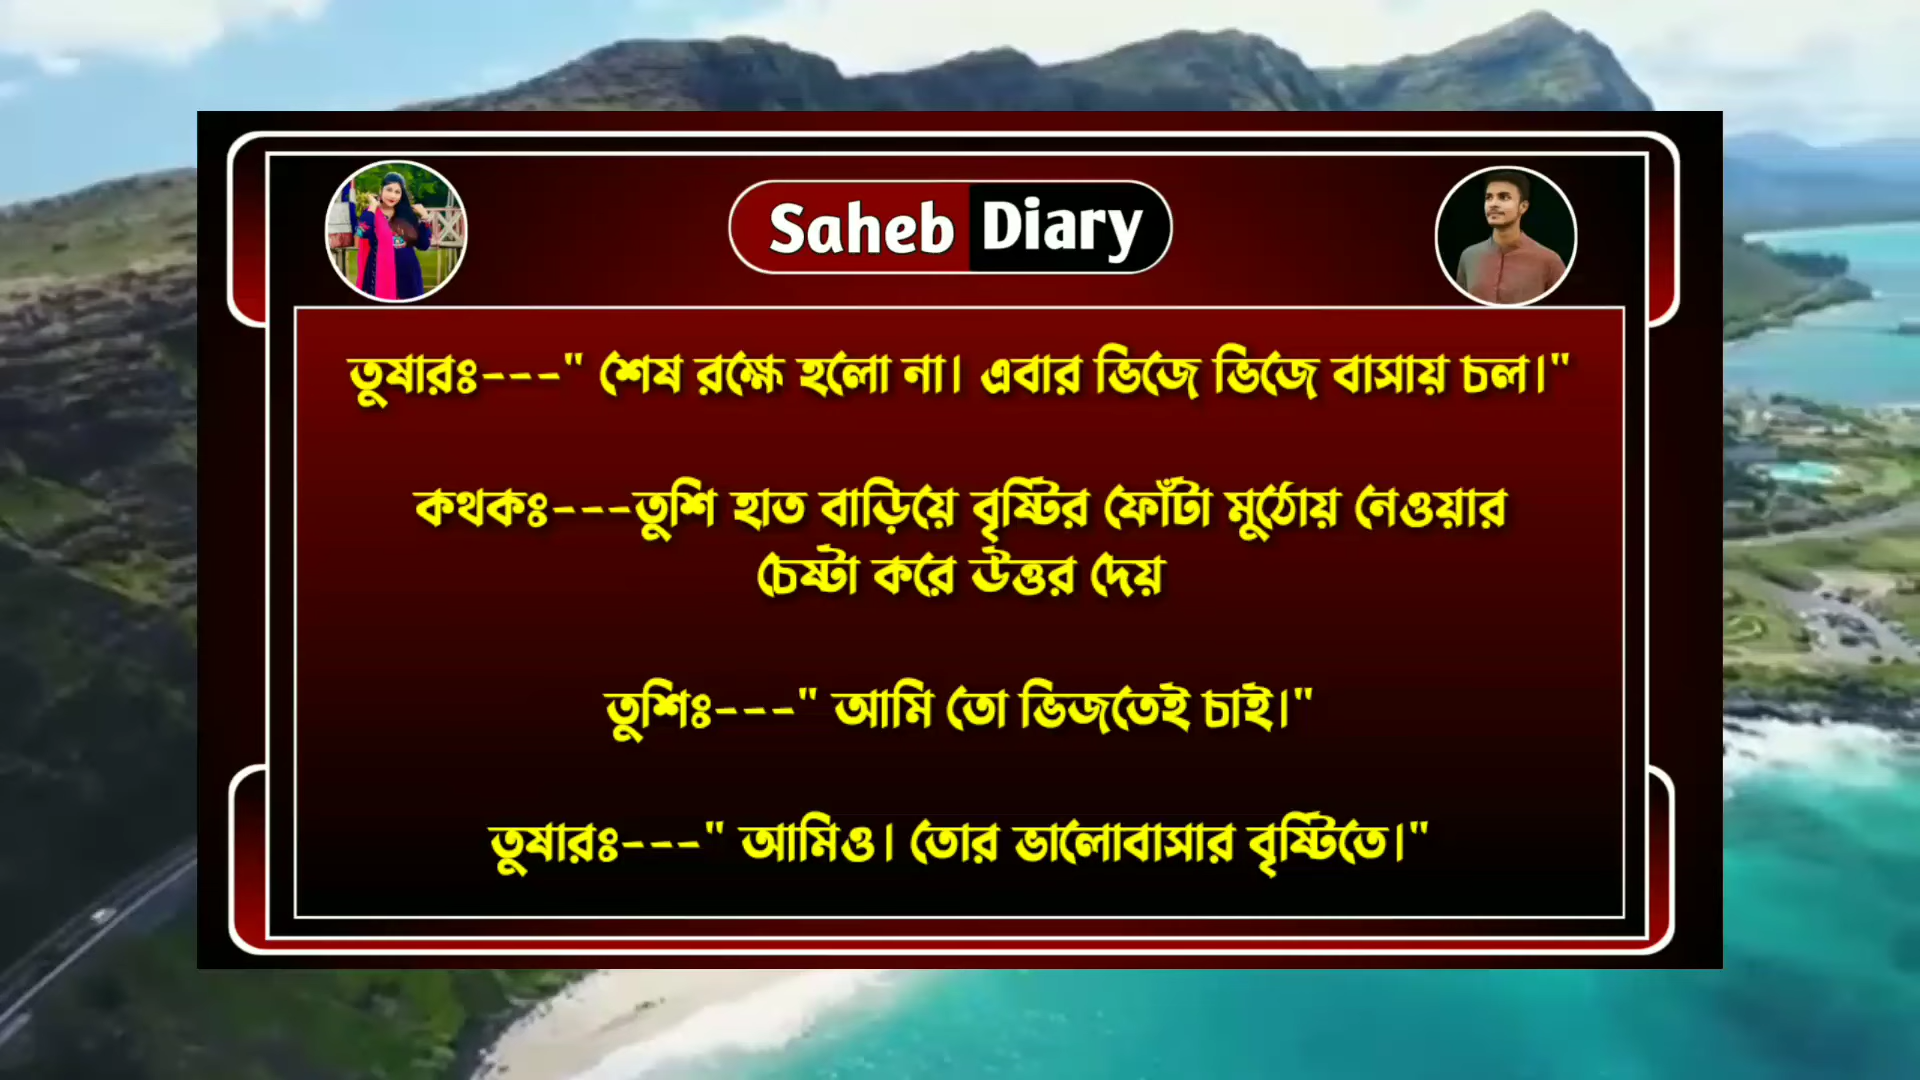 Saheb Diary
তুষারঃ---" শেষ রক্ষে হলো না। এবার ভিজে ভিজে বাসায় চল।"
কথকঃ---তুশি হাত বাড়িয়ে বৃষ্টির ফোঁটা মুঠোয় নেওয়ার
চেষ্টা করে উত্তর দেয়
তুশিঃ---" আমি তো ভিজতেই চাই।"
তুষারঃ---" আমিও। তোর ভালোবাসার বৃষ্টিতে।"